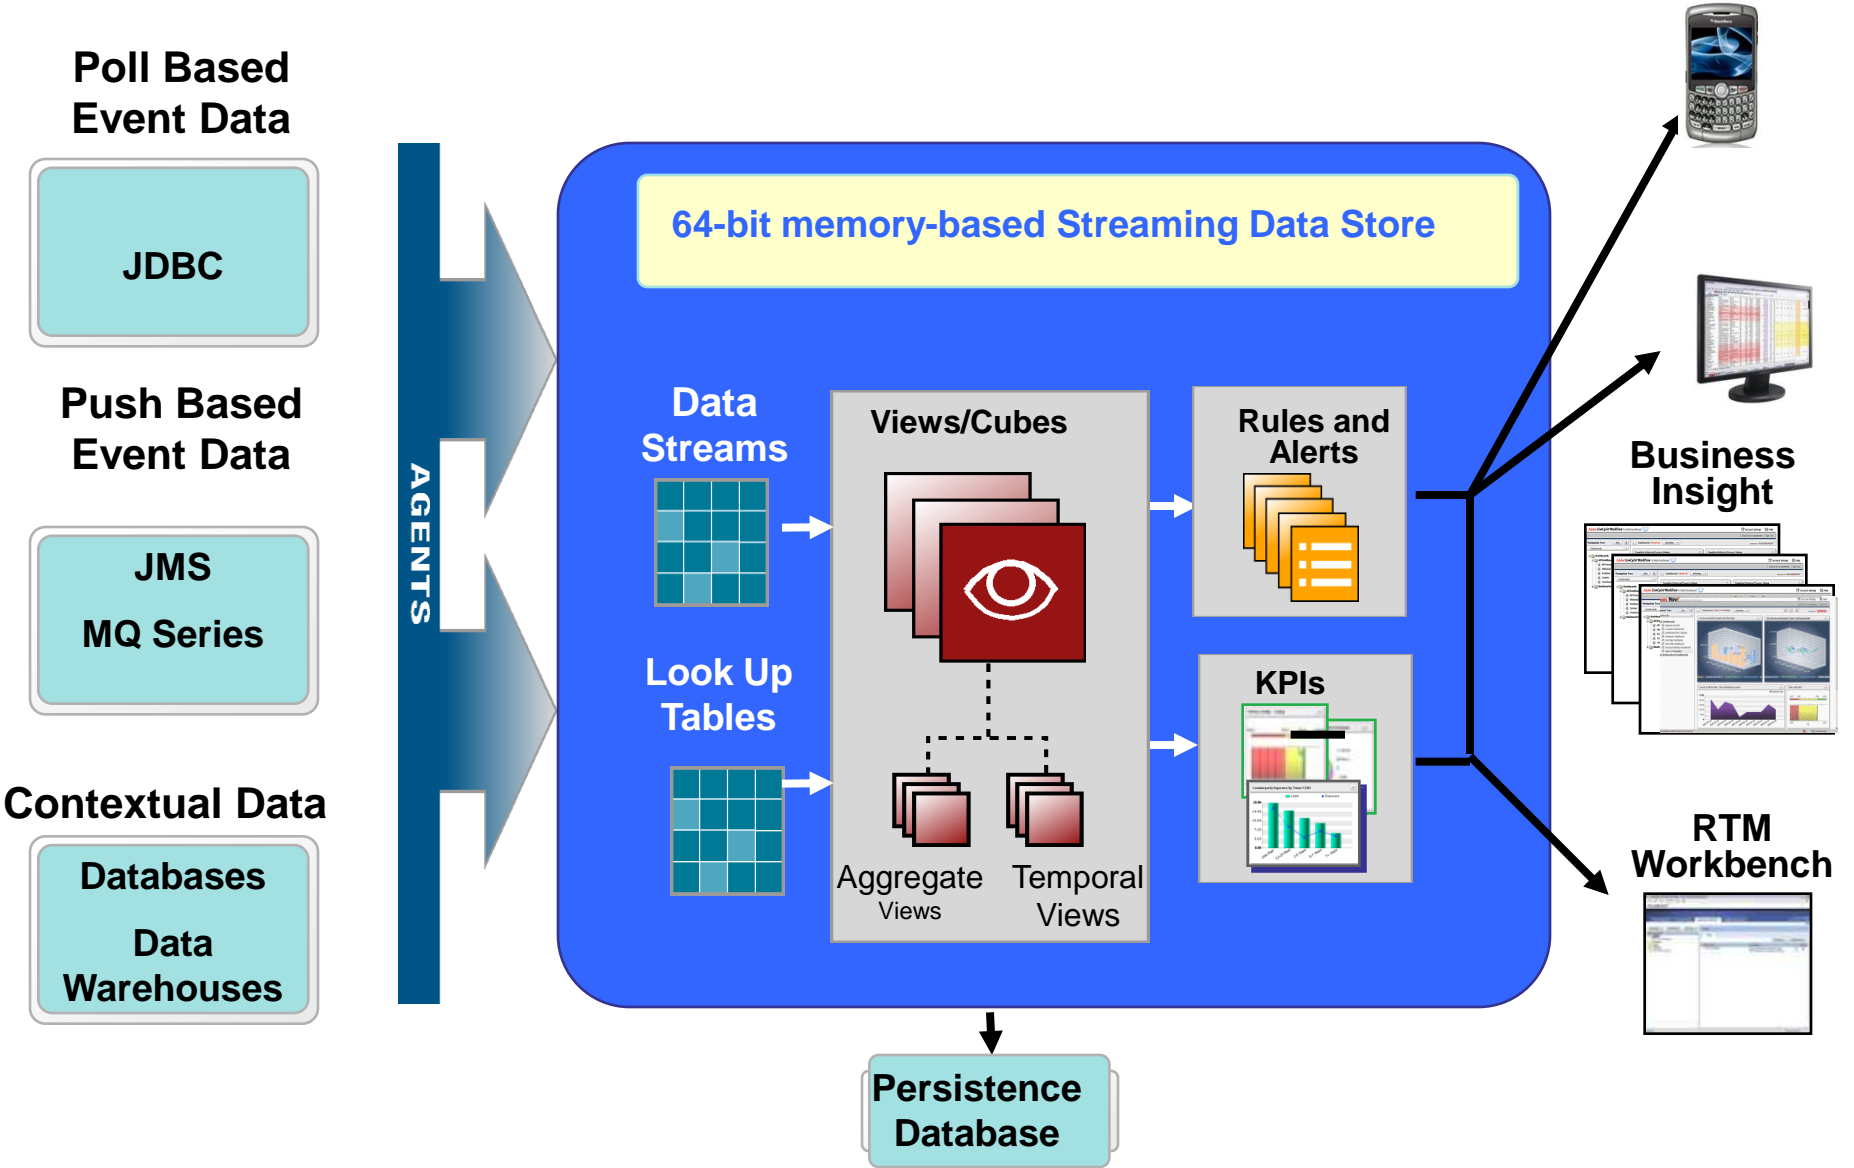 Poll Based
Event Data
JDBC
Push Based
Event Data
JMS
MQ Series
Contextual Data
Databases
Data
Warehouses
AGENTS
64-bit memory-based Streaming Data Store
Data
Streams
Look Up
Tables
Views/Cubes
Aggregate
Views
Temporal
Views
Rules and
Alerts
KPIs
Persistence
Database
Business
Insight
RTM
Workbench